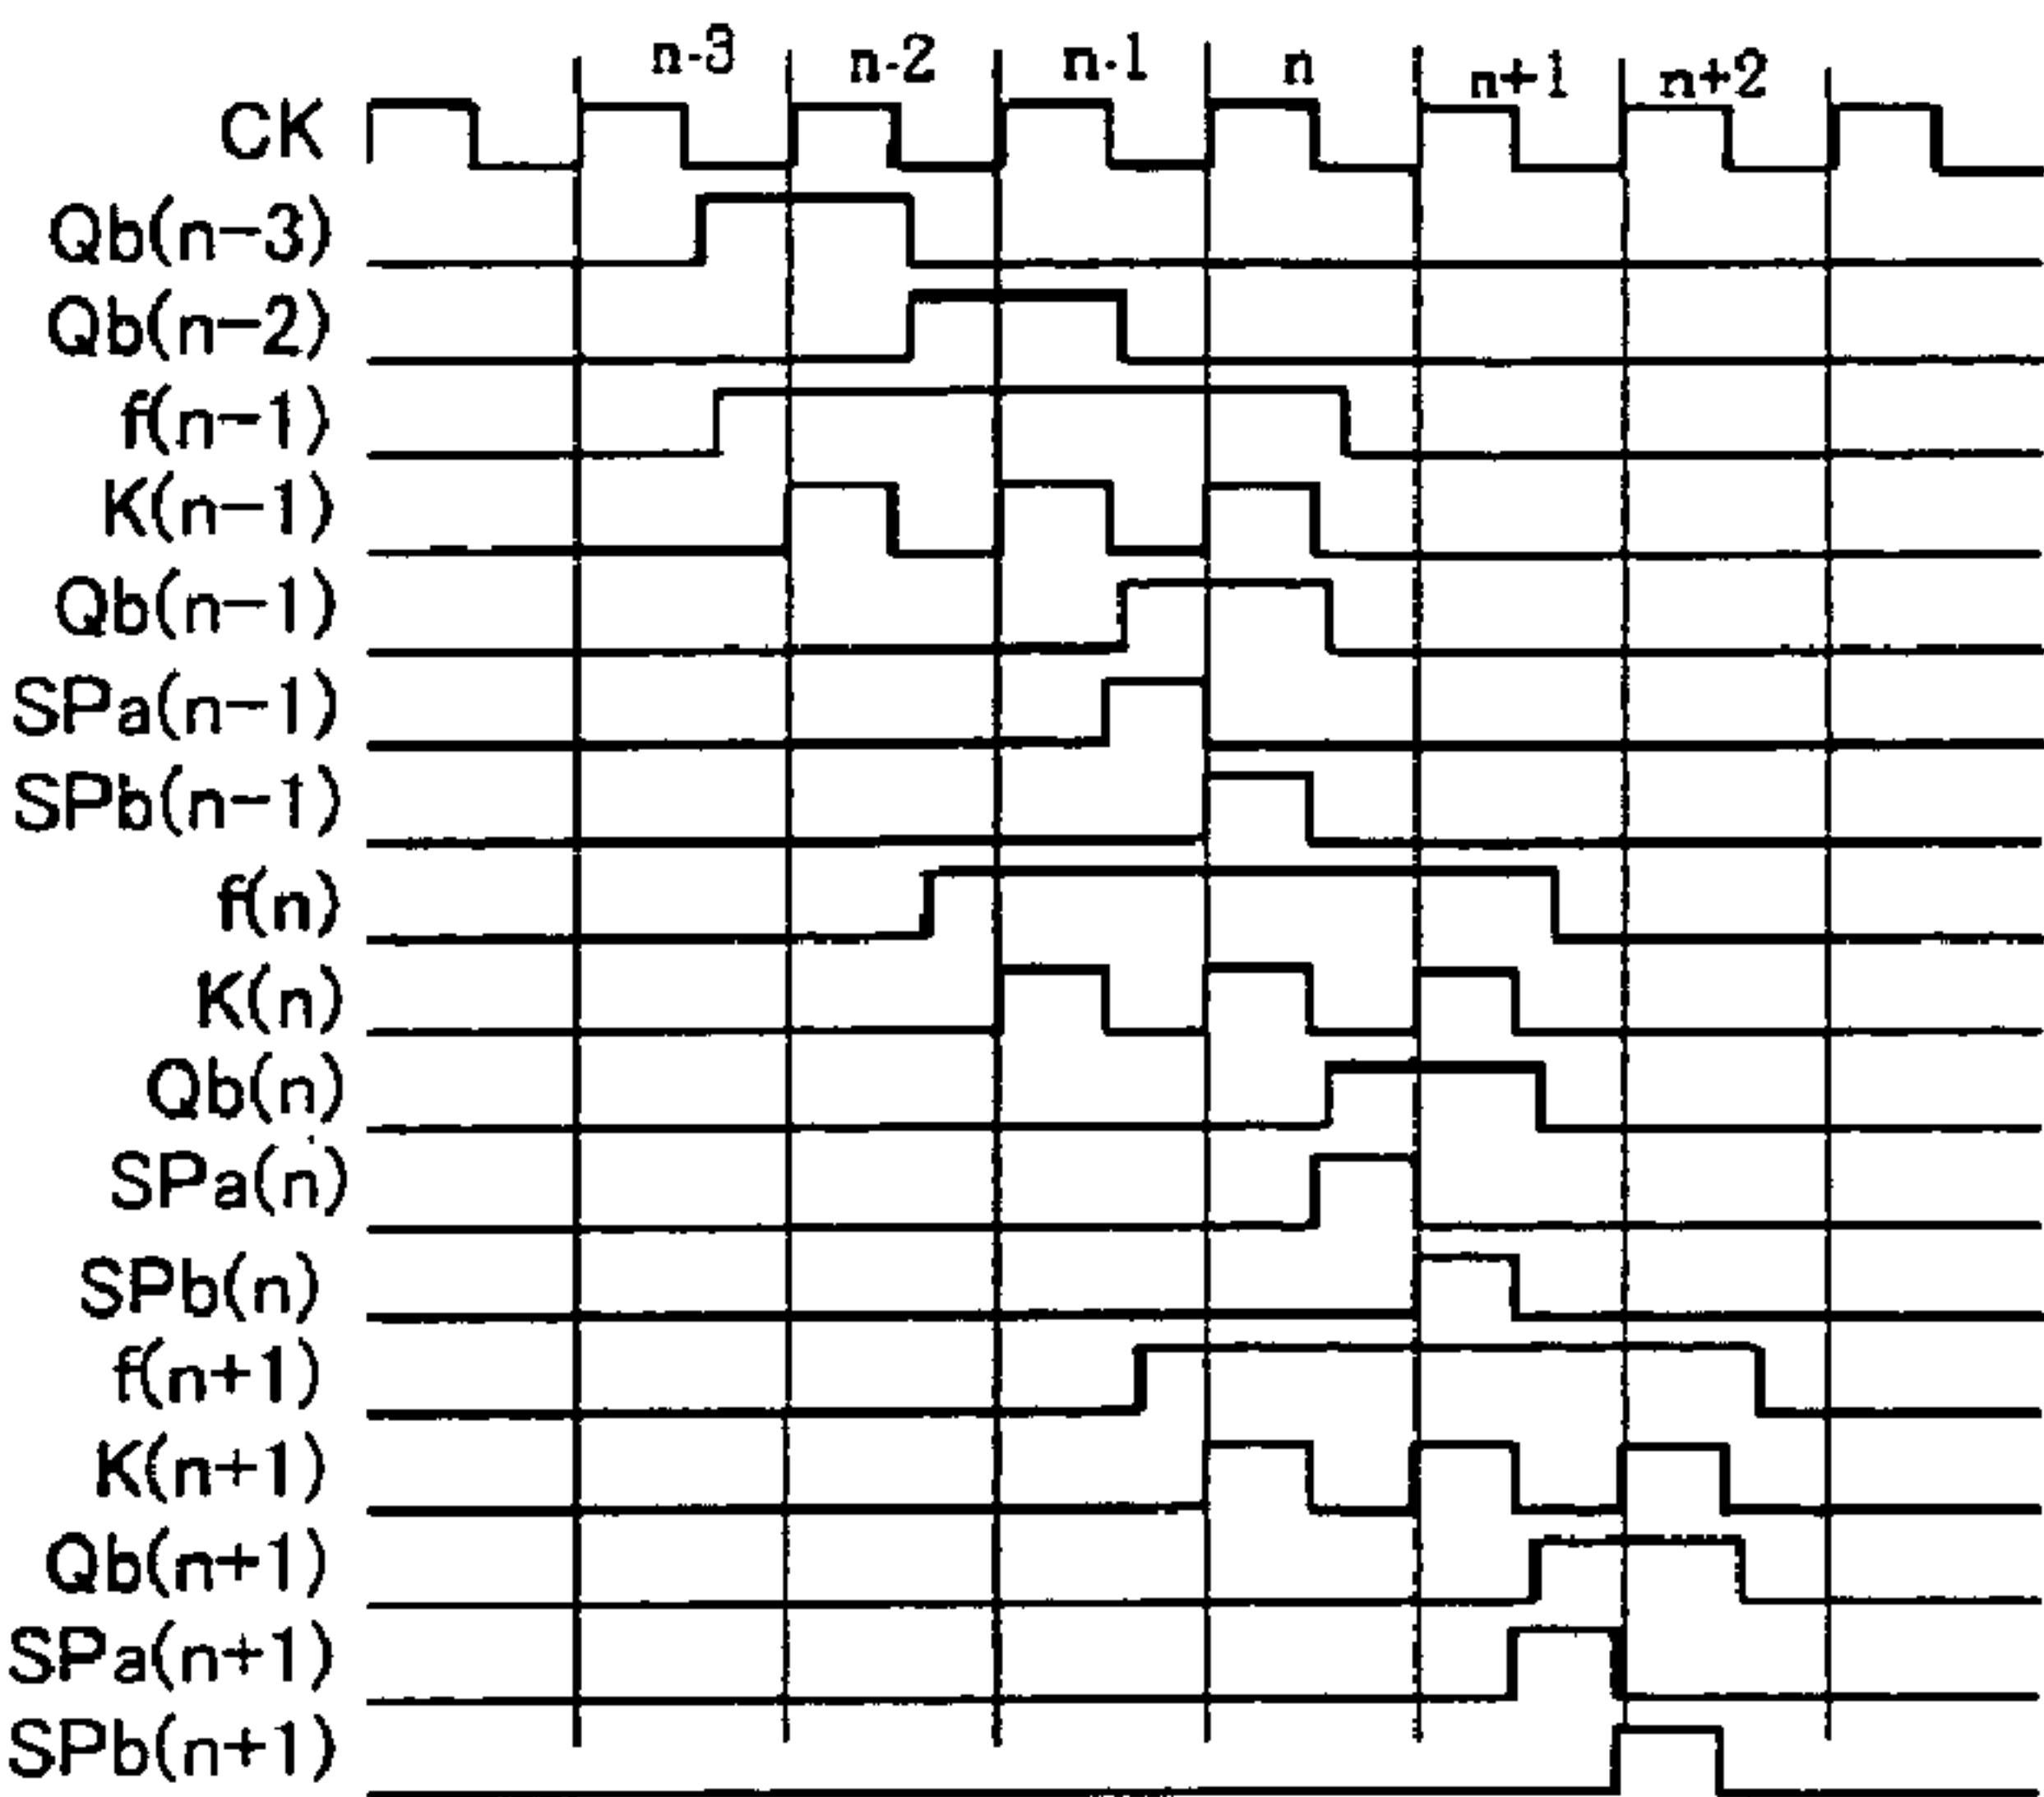 n-3 n-2 n-1 n n+1 n+2
CK
Qb(n-3)
Qb(n-2)
f(n-1)
K(n-1)
Qb(n-1)
SPa(n-1)
SPb(n-1)
f(n)
K(n)
Qb(n)
SPa(n)
SPb(n)
f(n+1)
K(n+1)
Qb(n+1)
SPa(n+1)
SPb(n+1)